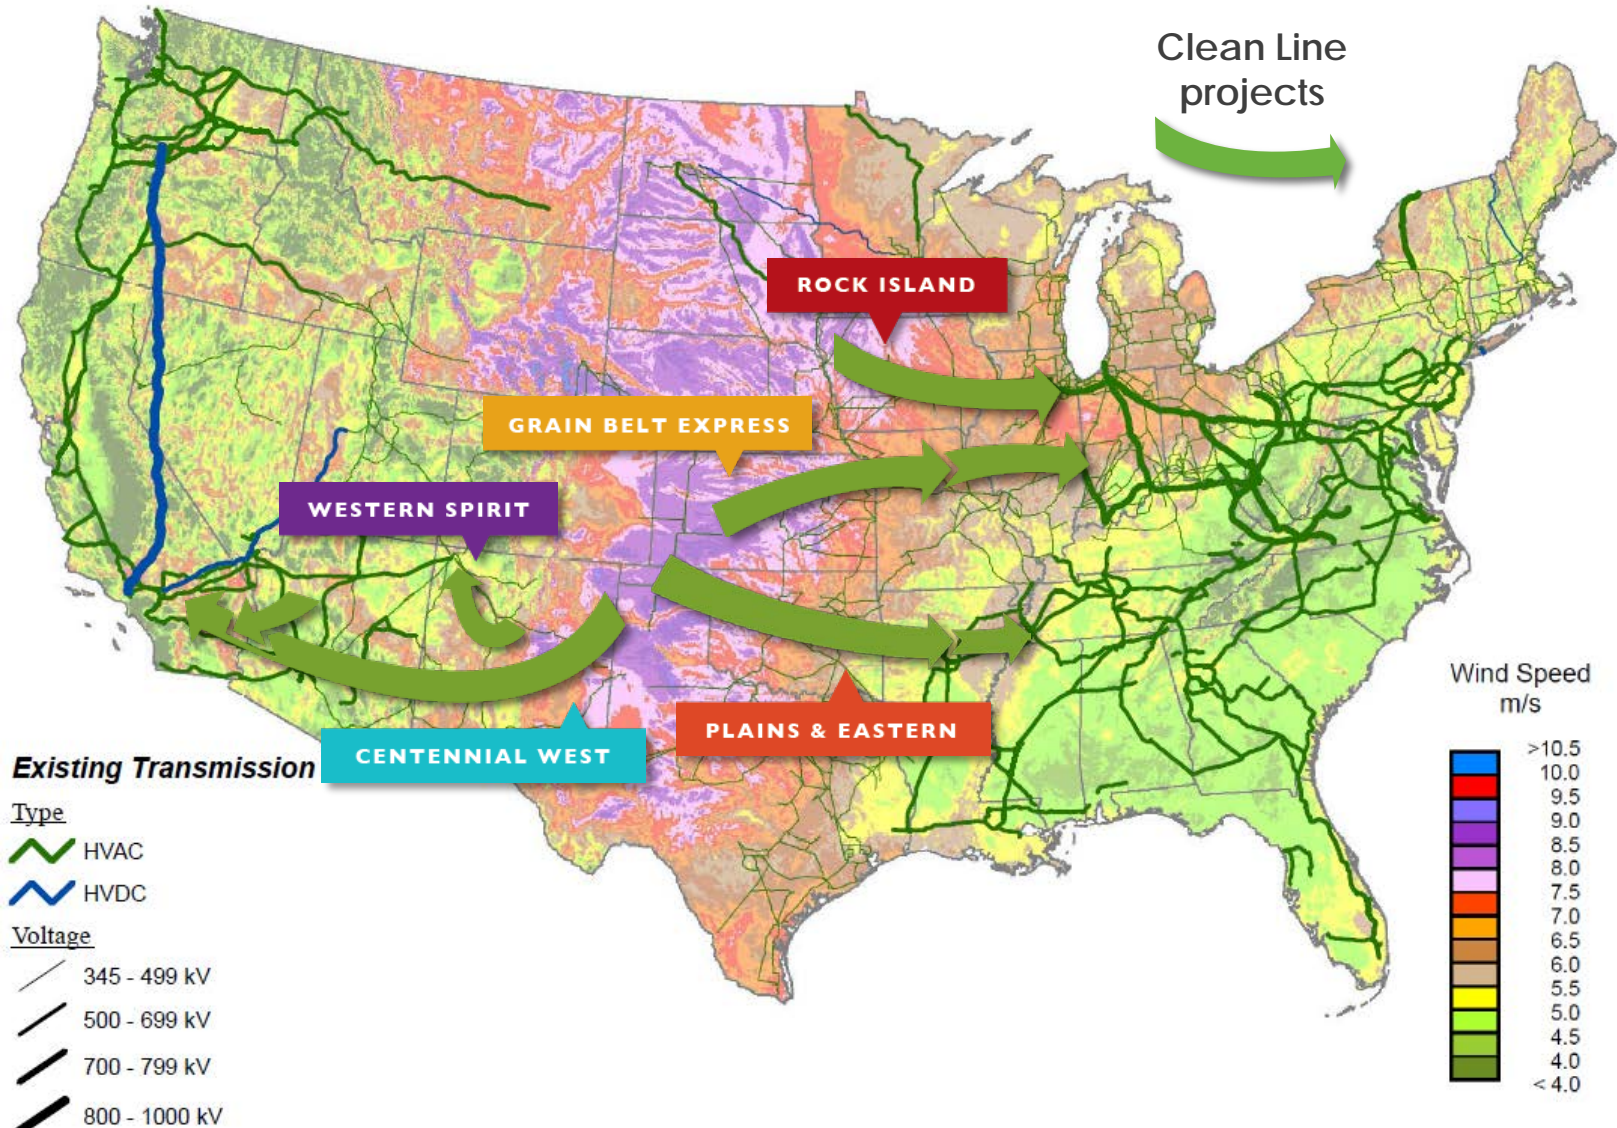 Clean Line
projects
ROCK ISLAND
GRAIN BELT EXPRESS
WESTERN SPIRIT
PLAINS & EASTERN
CENTENNIAL WEST
Existing Transmission
Type
HVAC
HVDC
Voltage
345 - 499 kV
500 - 699 kV
700 - 799 kV
800 - 1000 kV
Wind Speed
m/s
>10.5
10.0
9.5
9.0
8.5
8.0
7.5
7.0
6.5
6.0
5.5
5.0
4.5
4.0
< 4.0